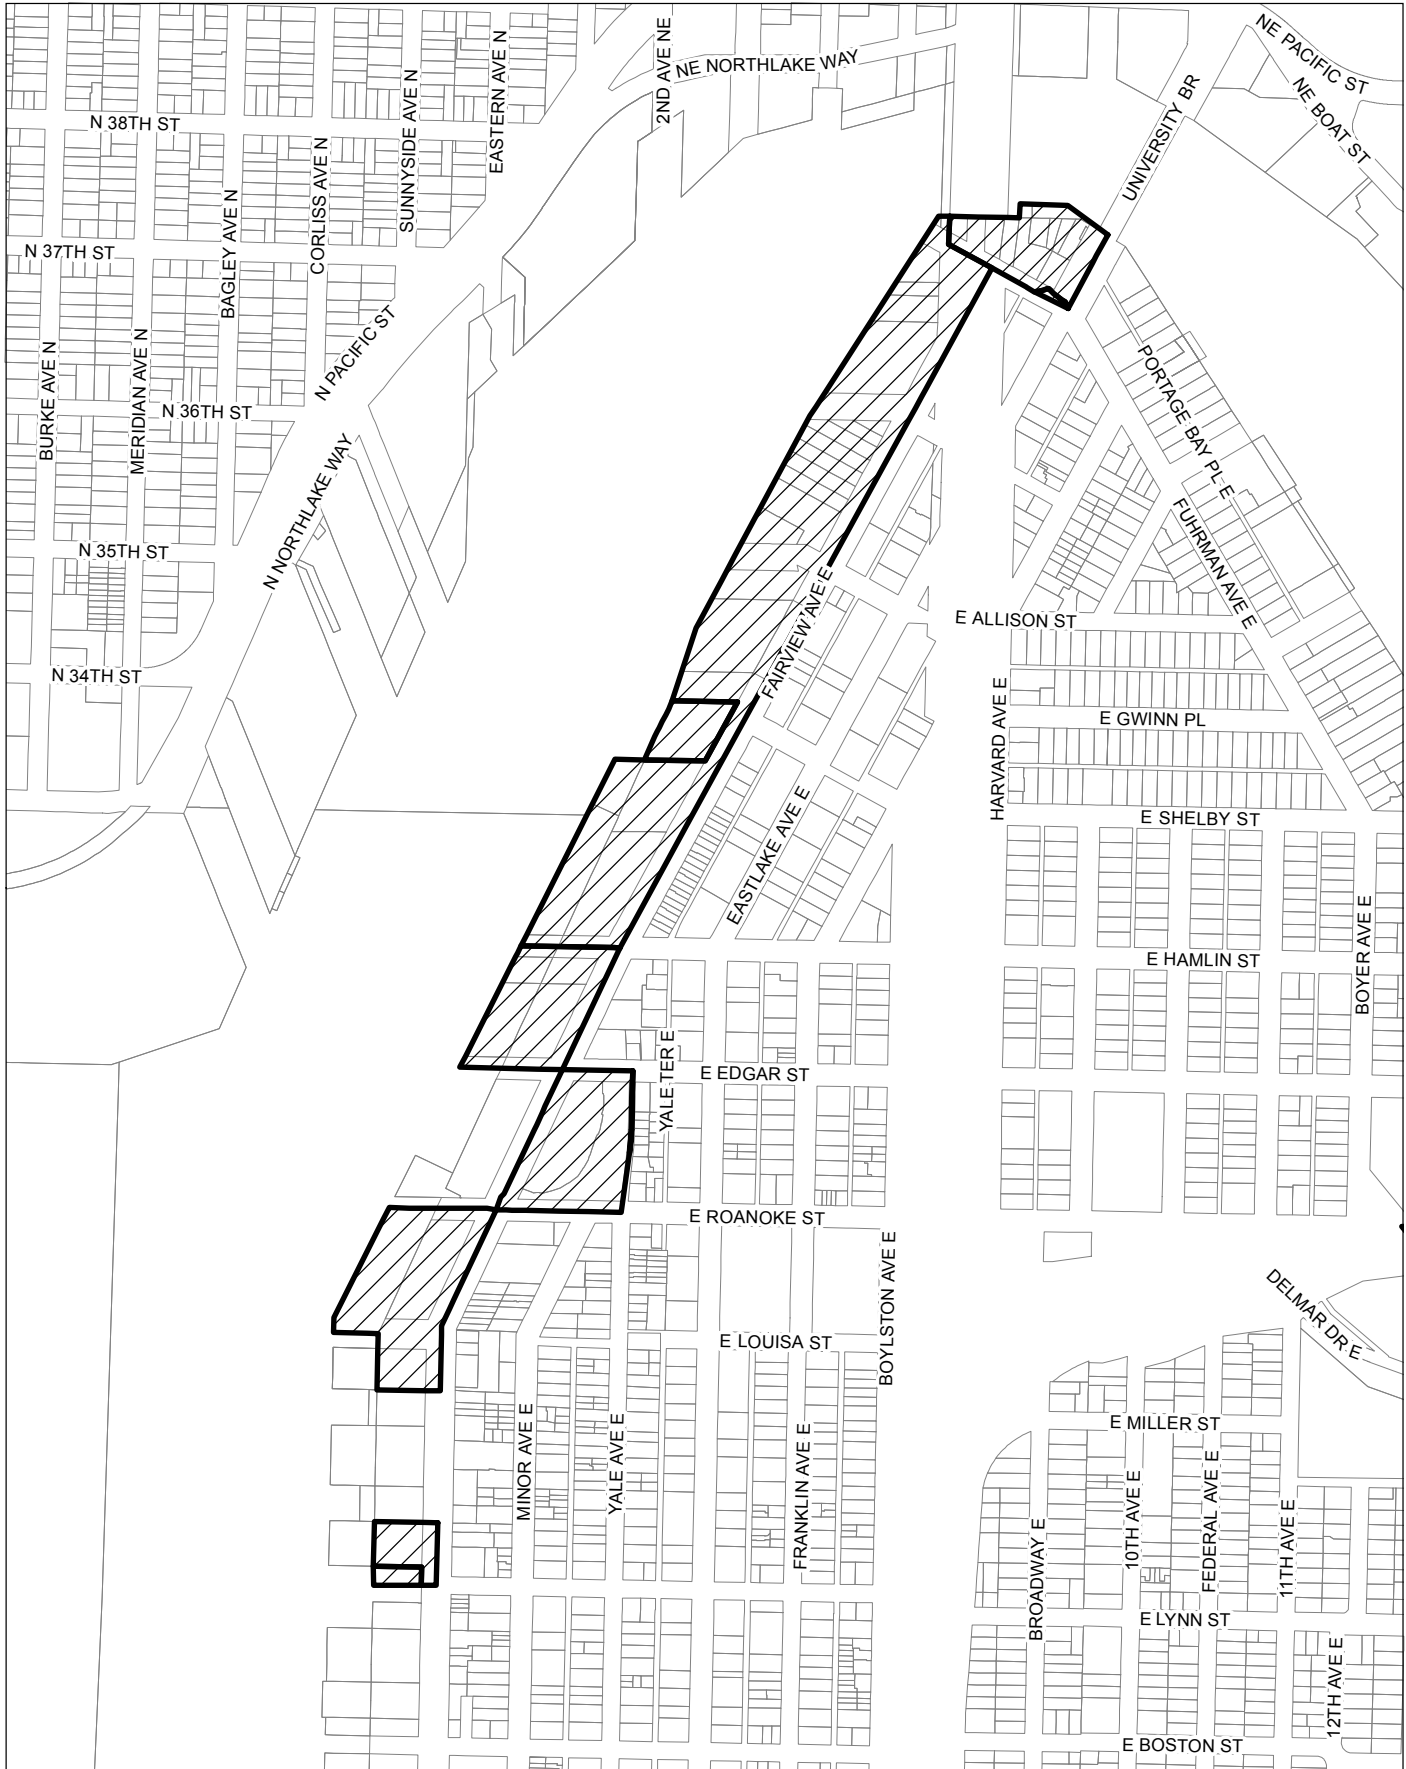 NE PACIFIC ST
2ND AVE NE
NE NORTHLAKE WAY
EASTERN AVE N
SUNNYSIDE AVE N
NE BOAT ST
UNIVERSITY BR
N 38TH ST
CORLISS AVE N
BAGLEY AVE N
N 37TH ST
N PACIFIC ST
BURKE AVE N
MERIDIAN AVE N
N 36TH ST
PORTAGE BAY PL E
N NORTHLAKE WAY
FUHRMAN AVE E
N 35TH ST
FAIRVIEW AVE E
E ALLISON ST
N 34TH ST
HARVARD AVE E
E GWINN PL
EASTLAKE AVE E
E SHELBY ST
BOYER AVE E
E HAMLIN ST
YALE TER E
E EDGAR ST
E ROANOKE ST
BOYLSTON AVE E
DELMAR DR E
E LOUISA ST
MINOR AVE E
YALE AVE E
FRANKLIN AVE E
E MILLER ST
BROADWAY E
10TH AVE E
FEDERAL AVE E
11TH AVE E
E LYNN ST
12TH AVE E
E BOSTON ST